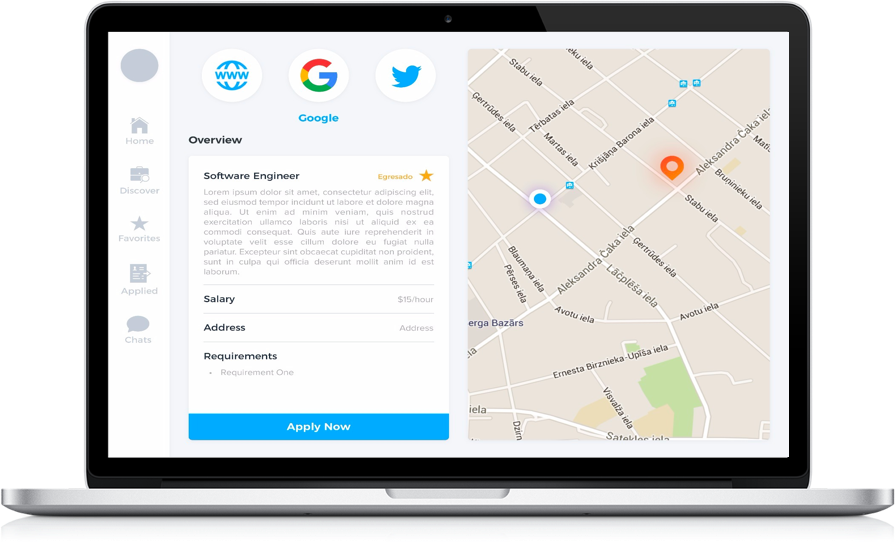 Home
Discover
Favorites
Applied
Chats
WWW
Google
Overview
Software Engineer
Egresado
Lorem ipsum dolor sit amet, consectetur adipiscing elit,
sed eiusmod tempor incidunt ut labore et dolore magna
aliqua. Ut enim ad minim veniam, quis nostrud
exercitation ullamco laboris nisi ut aliquid ex ea
commodi consequat. Quis aute iure reprehenderit in
voluptate velit esse cillum dolore eu fugiat nulla
pariatur. Excepteur sint obcaecat cupiditat non proident,
sunt in culpa qui officia deserunt mollit anim id est
laborum.
Salary
$15/hour
Address
Address
Requirements
• Requirement One
Apply Now
Stabu iela
Ģertrūdes iela
Tērbatas iela
Martas iela
Krišjāņa Barona iela
Aleksandra Čaka iela
Bruninieku iela
Stabu iela
Ģertrūdes iela
Aleksandra Čaka iela
Lāčplēša iela
Blaumaņa iela
Pērses iela
Avotu iela
Avotu iela
erga Bazārs
Ernesta Birznieka-Upīša iela
Visvalža iela
iela
Dzirn
Satekles iela